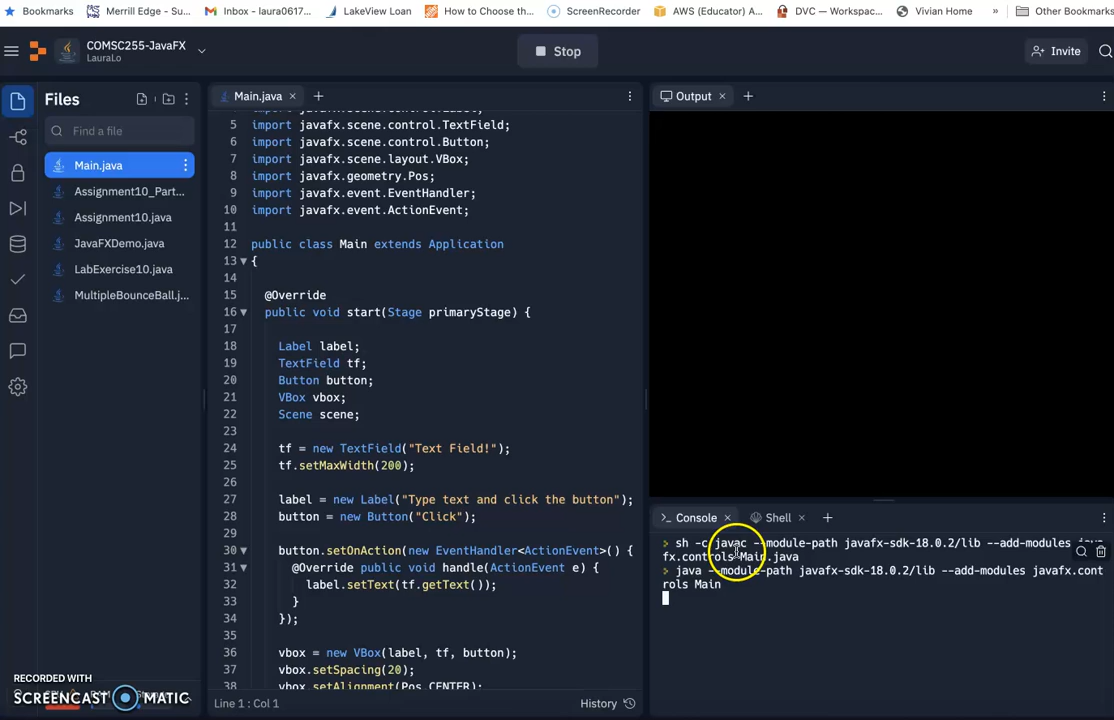 Bookmarks
Merrill Edge - Su...
Inbox - laura0617...
LakeView Loan
How to Choose the...
ScreenRecorder
AWS (Educator) A...
DVC — Workspac...
Vivian Home
»
Other Bookmarks
COMSC255-JavaFX
LauraLo
Stop
Invite
Files
Find a file
Main.java
Assignment10_Part...
Assignment10.java
JavaFXDemo.java
LabExercise10.java
MultipleBounceBall.j...
Main.java
5 import javafx.scene.control.TextField;
6 import javafx.scene.control.Button;
7 import javafx.scene.layout.VBox;
8 import javafx.geometry.Pos;
9 import javafx.event.EventHandler;
10 import javafx.event.ActionEvent;
11
12 public class Main extends Application
13 {
14
15 @Override
16 public void start(Stage primaryStage) {
17
18 Label label;
19 TextField tf;
20 Button button;
21 VBox vbox;
22 Scene scene;
23
24 tf = new TextField("Text Field!");
25 tf.setMaxWidth(200);
26
27 label = new Label("Type text and click the button");
28 button = new Button("Click");
29
30 button.setOnAction(new EventHandler<ActionEvent>() {
31 @Override public void handle(ActionEvent e) {
32 label.setText(tf.getText());
33 }
34 });
35
36 vbox = new VBox(label, tf, button);
37 vbox.setSpacing(20);
38 vbox.setAlignment(Pos.CENTER);
Line 1 : Col 1
History
Output
Console
Shell
> sh -c javac --module-path javafx-sdk-18.0.2/lib --add-modules javafx.controls Main.java
> java --module-path javafx-sdk-18.0.2/lib --add-modules javafx.cont
rols Main
RECORDED WITH
SCREENCAST MATIC